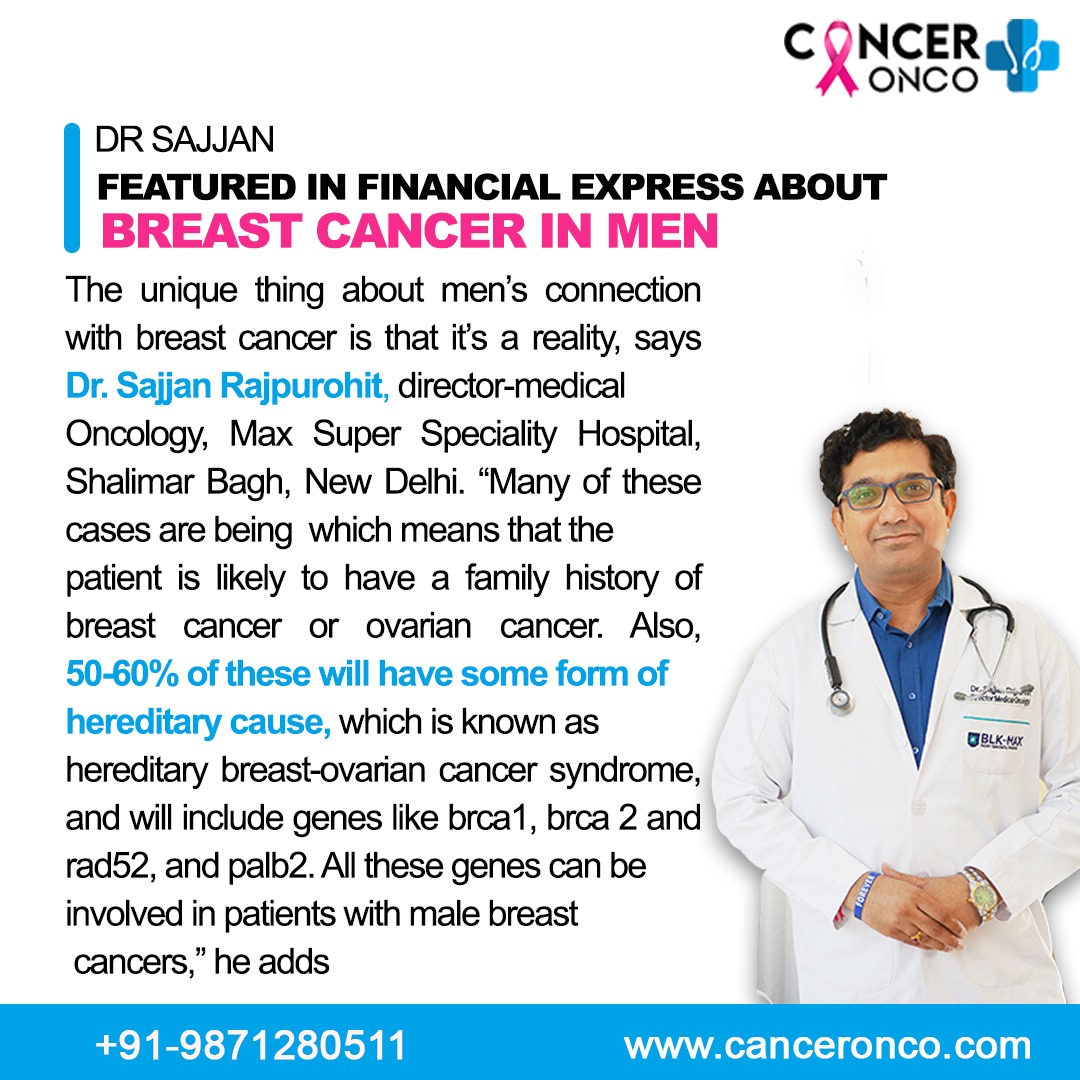 CANCER
ONCO
DR SAJJAN
FEATURED IN FINANCIAL EXPRESS ABOUT
BREAST CANCER IN MEN
The unique thing about men’s connection
with breast cancer is that it’s a reality, says
Dr. Sajjan Rajpurohit, director-medical
Oncology, Max Super Speciality Hospital,
Shalimar Bagh, New Delhi. “Many of these
cases are being  which means that the
patient is likely to have a family history of
breast cancer or ovarian cancer. Also,
50-60% of these will have some form of
hereditary cause, which is known as
hereditary breast-ovarian cancer syndrome,
and will include genes like brca1, brca 2 and
rad52, and palb2. All these genes can be
involved in patients with male breast
cancers,” he adds
Dr.
BLK-MAX
FOREVER
+91-9871280511
www.canceronco.com